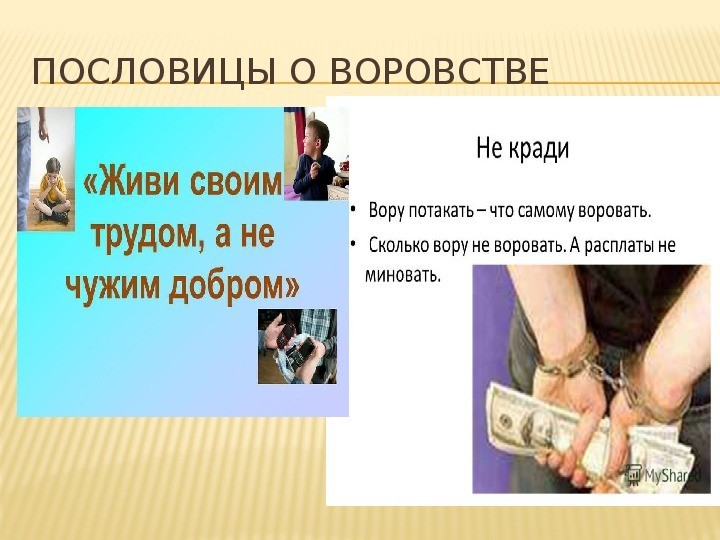 ПОСЛОВИЦЫ О ВОРОВСТВЕ
«Живи своим
трудом, а не
чужим добром»
Не кради
• Вору потакать – что самому воровать.
• Сколько вору не воровать. А расплаты не
миновать.
MyShared